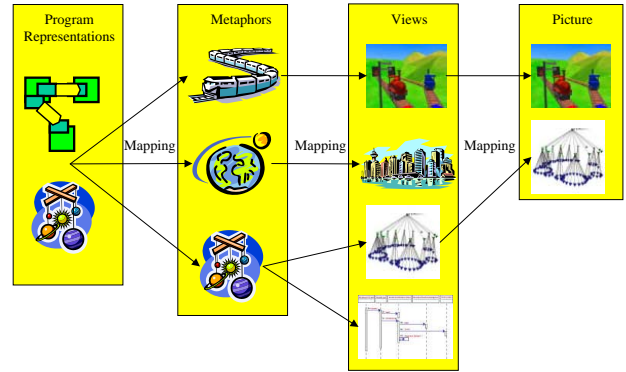 Program
Representations
Metaphors
Views
Picture
Mapping
Mapping
Mapping